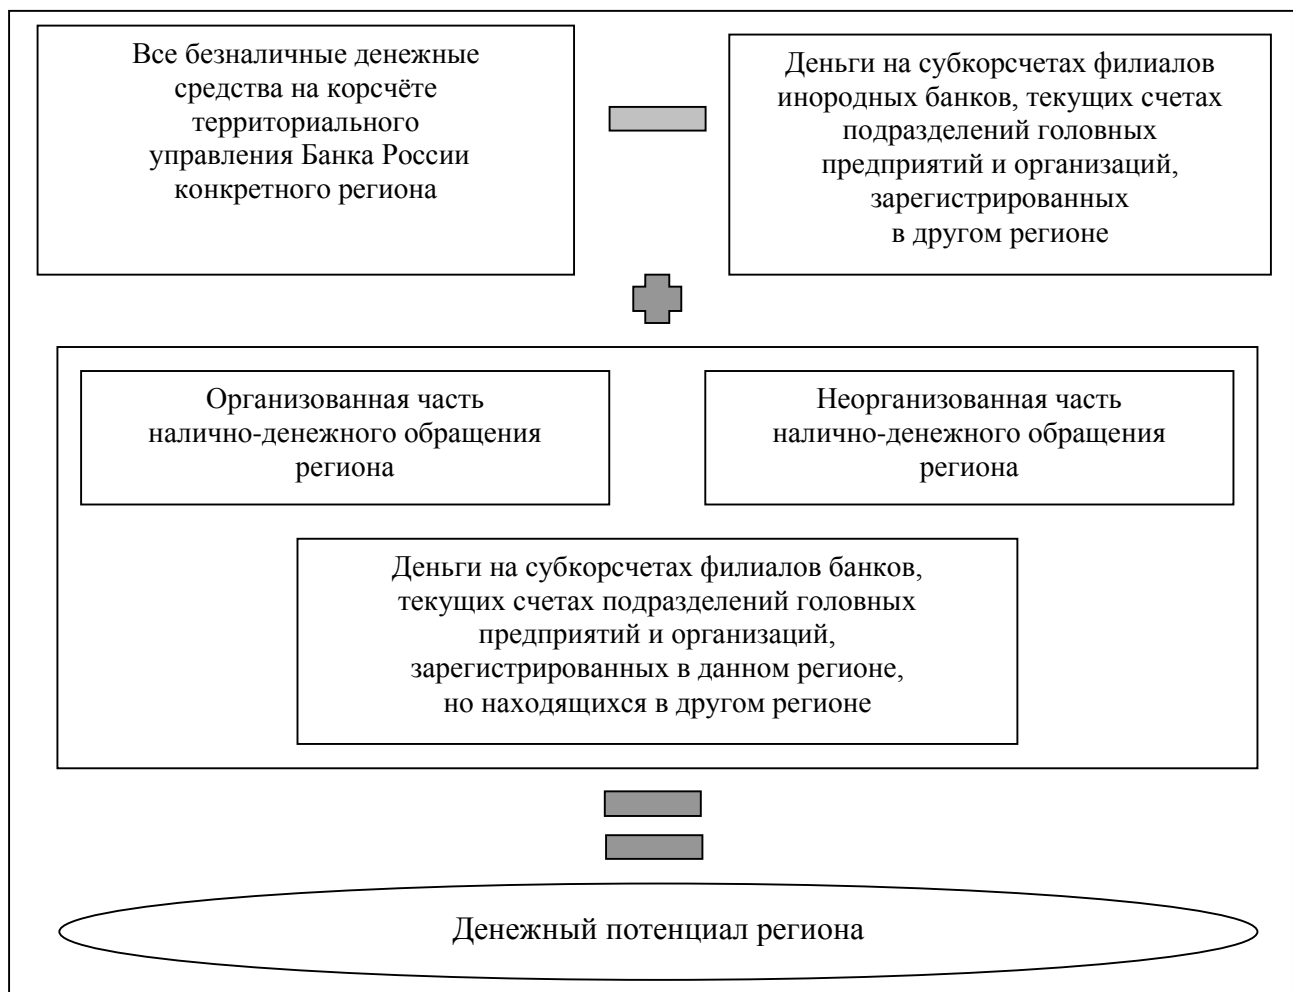 Все безналичные денежные
средства на корсчёте
территориального
управления Банка России
конкретного региона
Деньги на субкорсчетах филиалов
инородных банков, текущих счетах
подразделений головных
предприятий и организаций,
зарегистрированных
в другом регионе
Организованная часть
налично-денежного обращения
региона
Неорганизованная часть
налично-денежного обращения
региона
Деньги на субкорсчетах филиалов банков,
текущих счетах подразделений головных
предприятий и организаций,
зарегистрированных в данном регионе,
но находящихся в другом регионе
Денежный потенциал региона